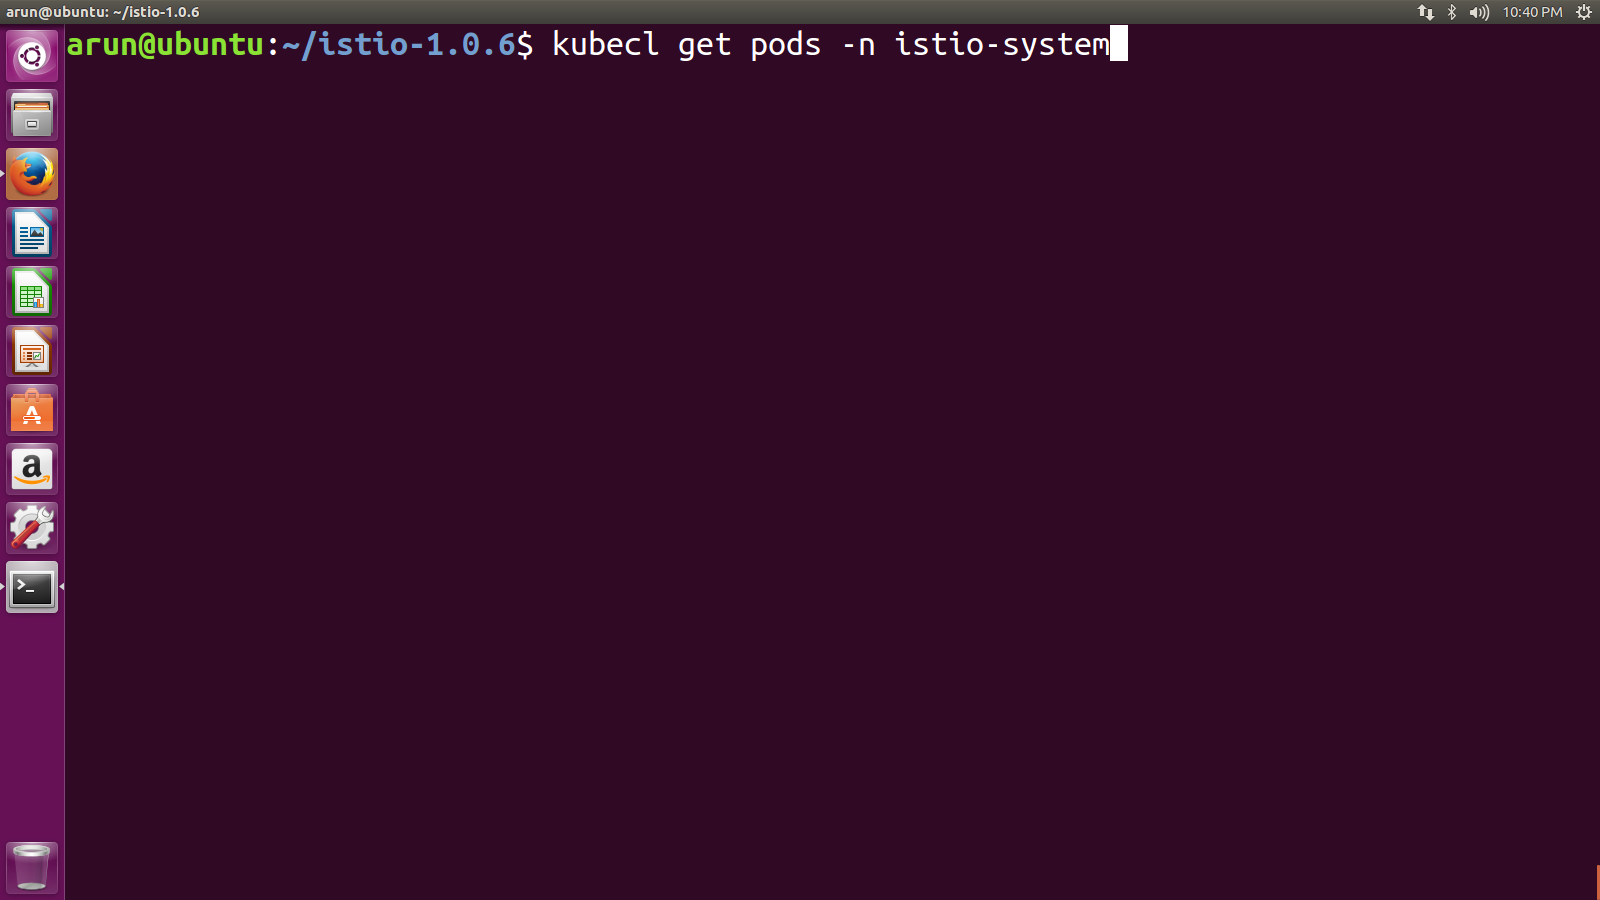 arun@ubuntu: ~/istio-1.0.6
10:40 PM
arun@ubuntu:~/istio-1.0.6$ kubecl get pods -n istio-system
A
a
>_